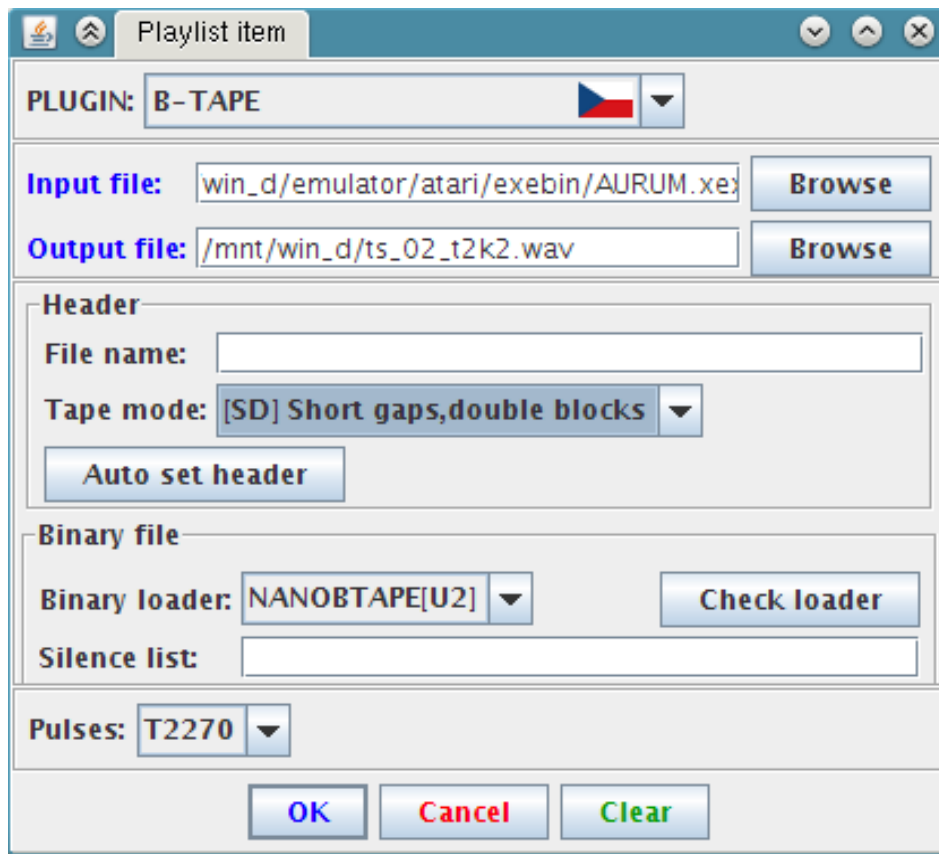 Playlist item
PLUGIN: B-TAPE
Input file: win_d/emulator/atari/exebin/AURUM.xex Browse
Output file: /mnt/win_d/ts_02_t2k2.wav Browse
Header
File name:
Tape mode: [SD] Short gaps,double blocks
Auto set header
Binary file
Binary loader: NANOBTAPE[U2] Check loader
Silence list:
Pulses: T2270
OK Cancel Clear